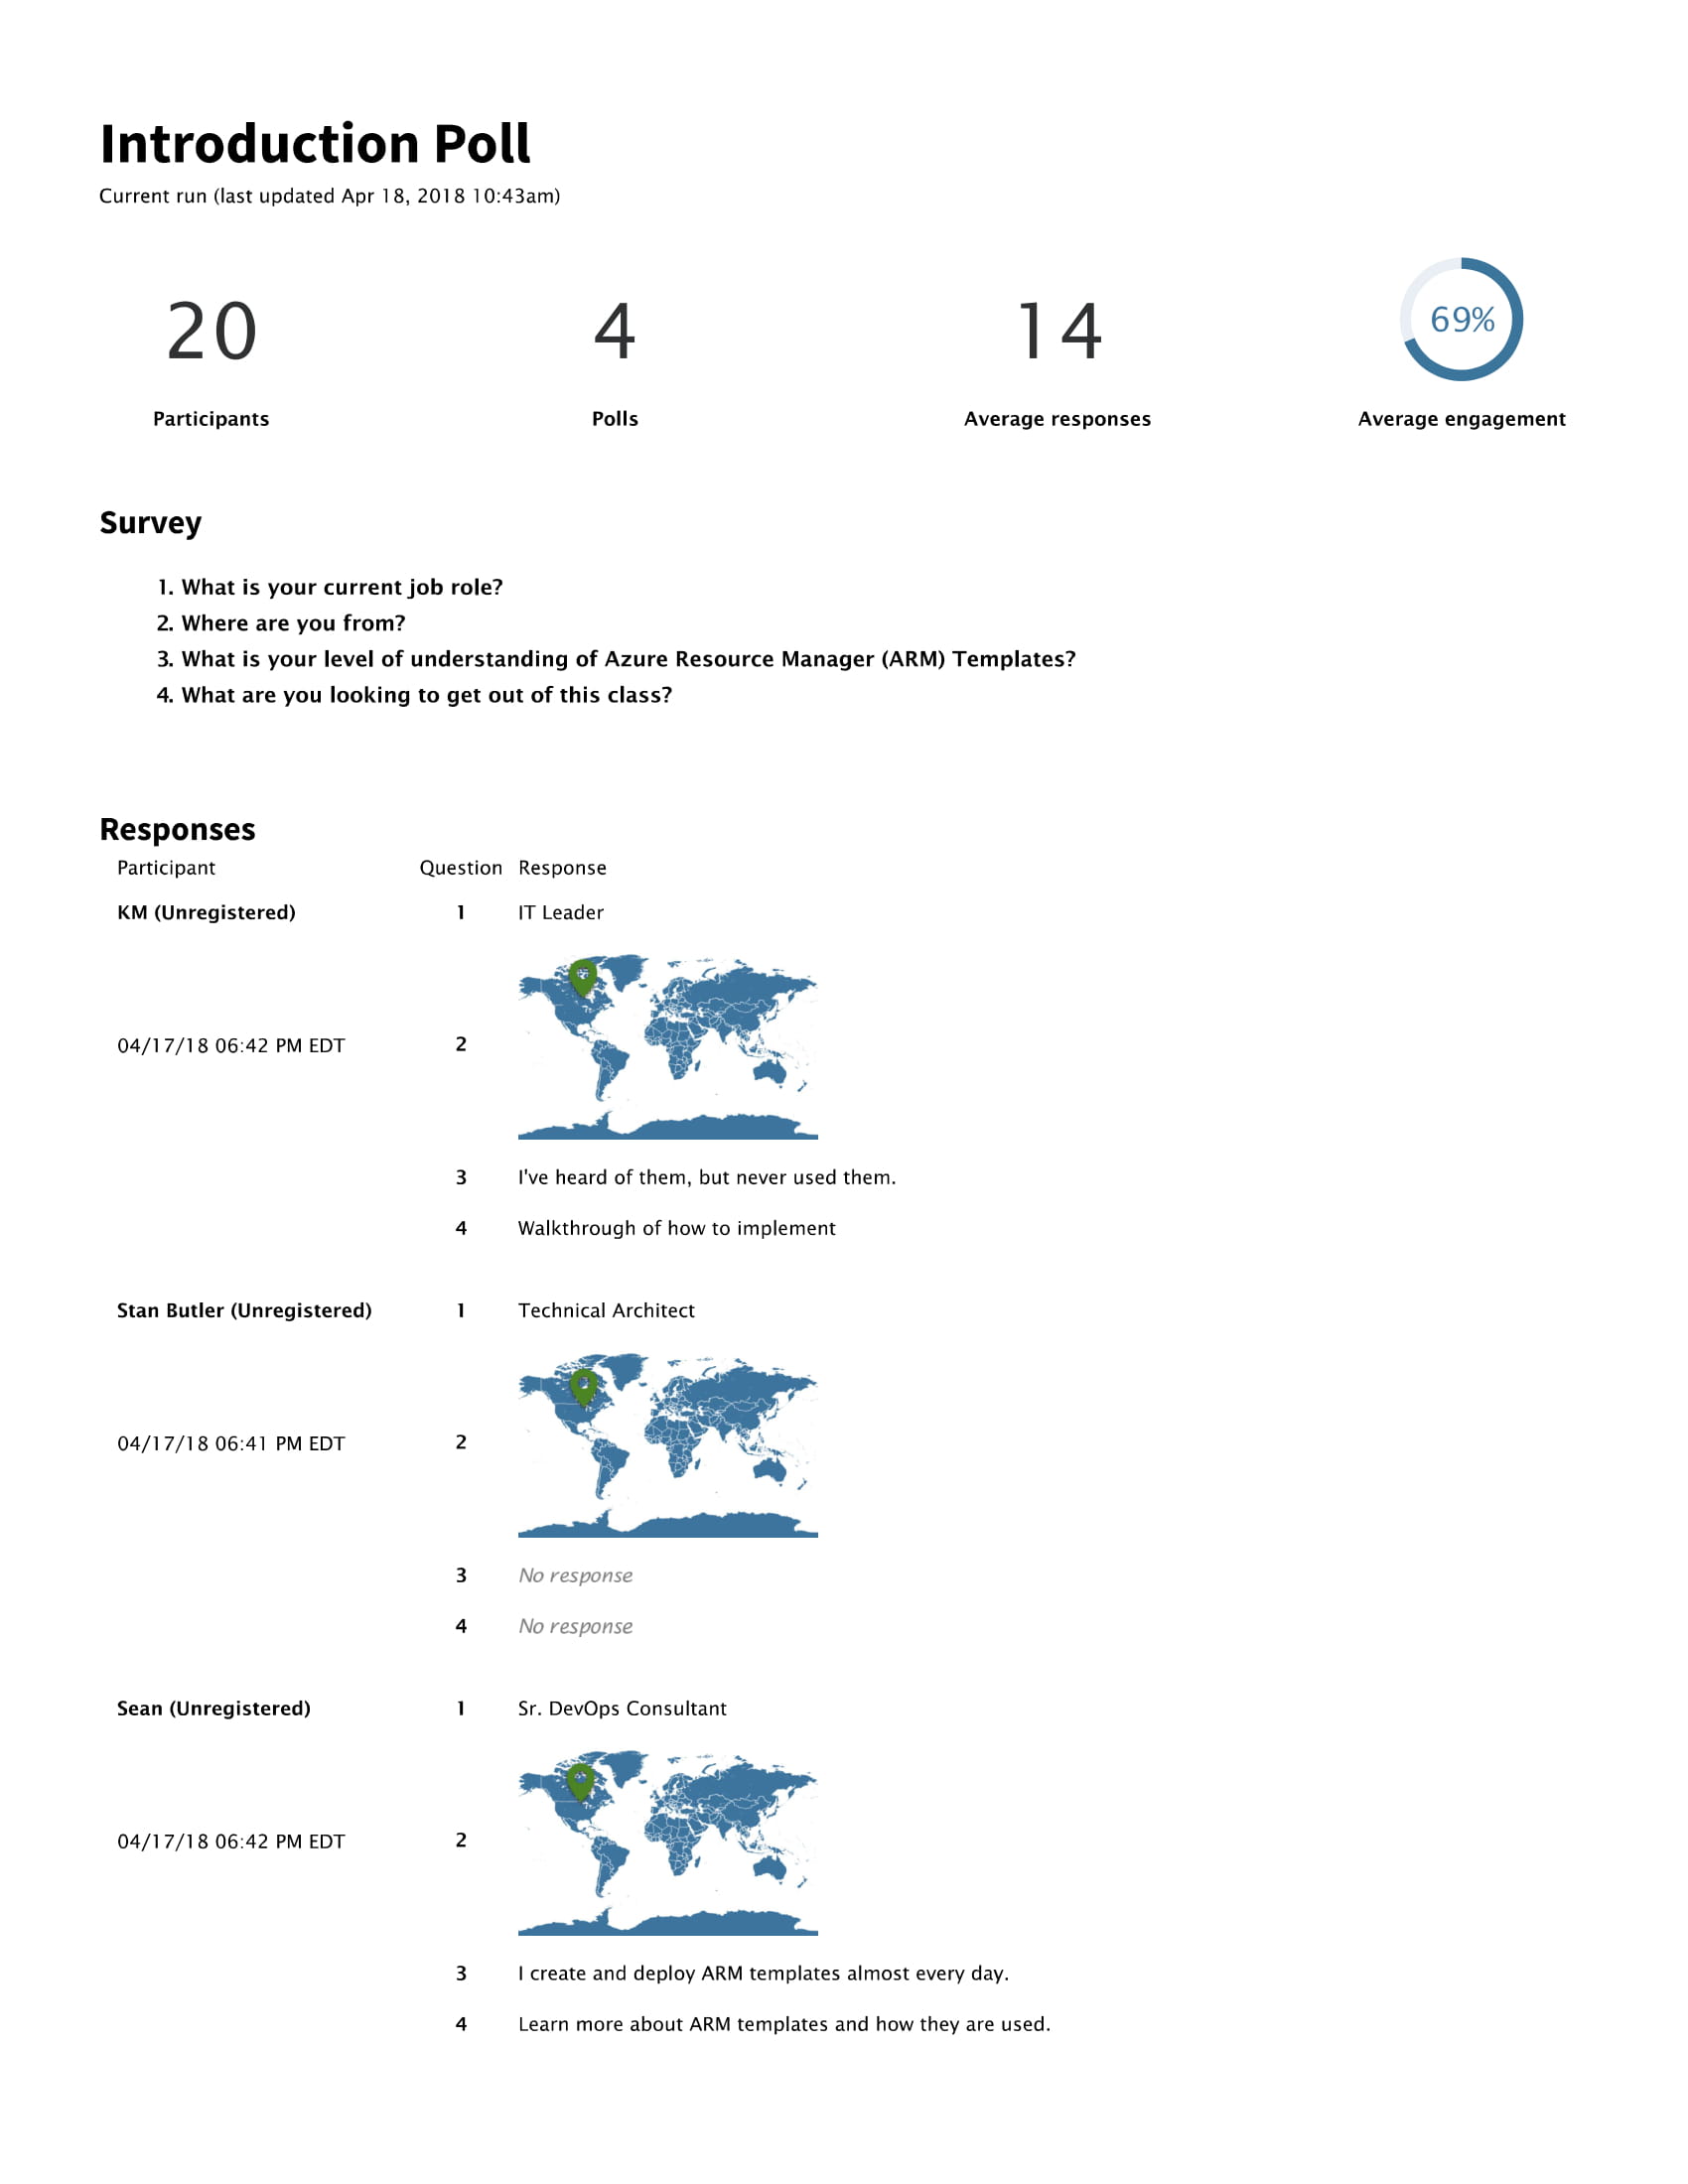 Introduction Poll
Current run (last updated Apr 18, 2018 10:43am)
20
4
14
69%
Participants
Polls
Average responses
Average engagement
Survey
1. What is your current job role?
2. Where are you from?
3. What is your level of understanding of Azure Resource Manager (ARM) Templates?
4. What are you looking to get out of this class?
Responses
Participant Question Response
KM (Unregistered) 1 IT Leader
04/17/18 06:42 PM EDT 2
3 I've heard of them, but never used them.
4 Walkthrough of how to implement
Stan Butler (Unregistered) 1 Technical Architect
04/17/18 06:41 PM EDT 2
3 No response
4 No response
Sean (Unregistered) 1 Sr. DevOps Consultant
04/17/18 06:42 PM EDT 2
3 I create and deploy ARM templates almost every day.
4 Learn more about ARM templates and how they are used.